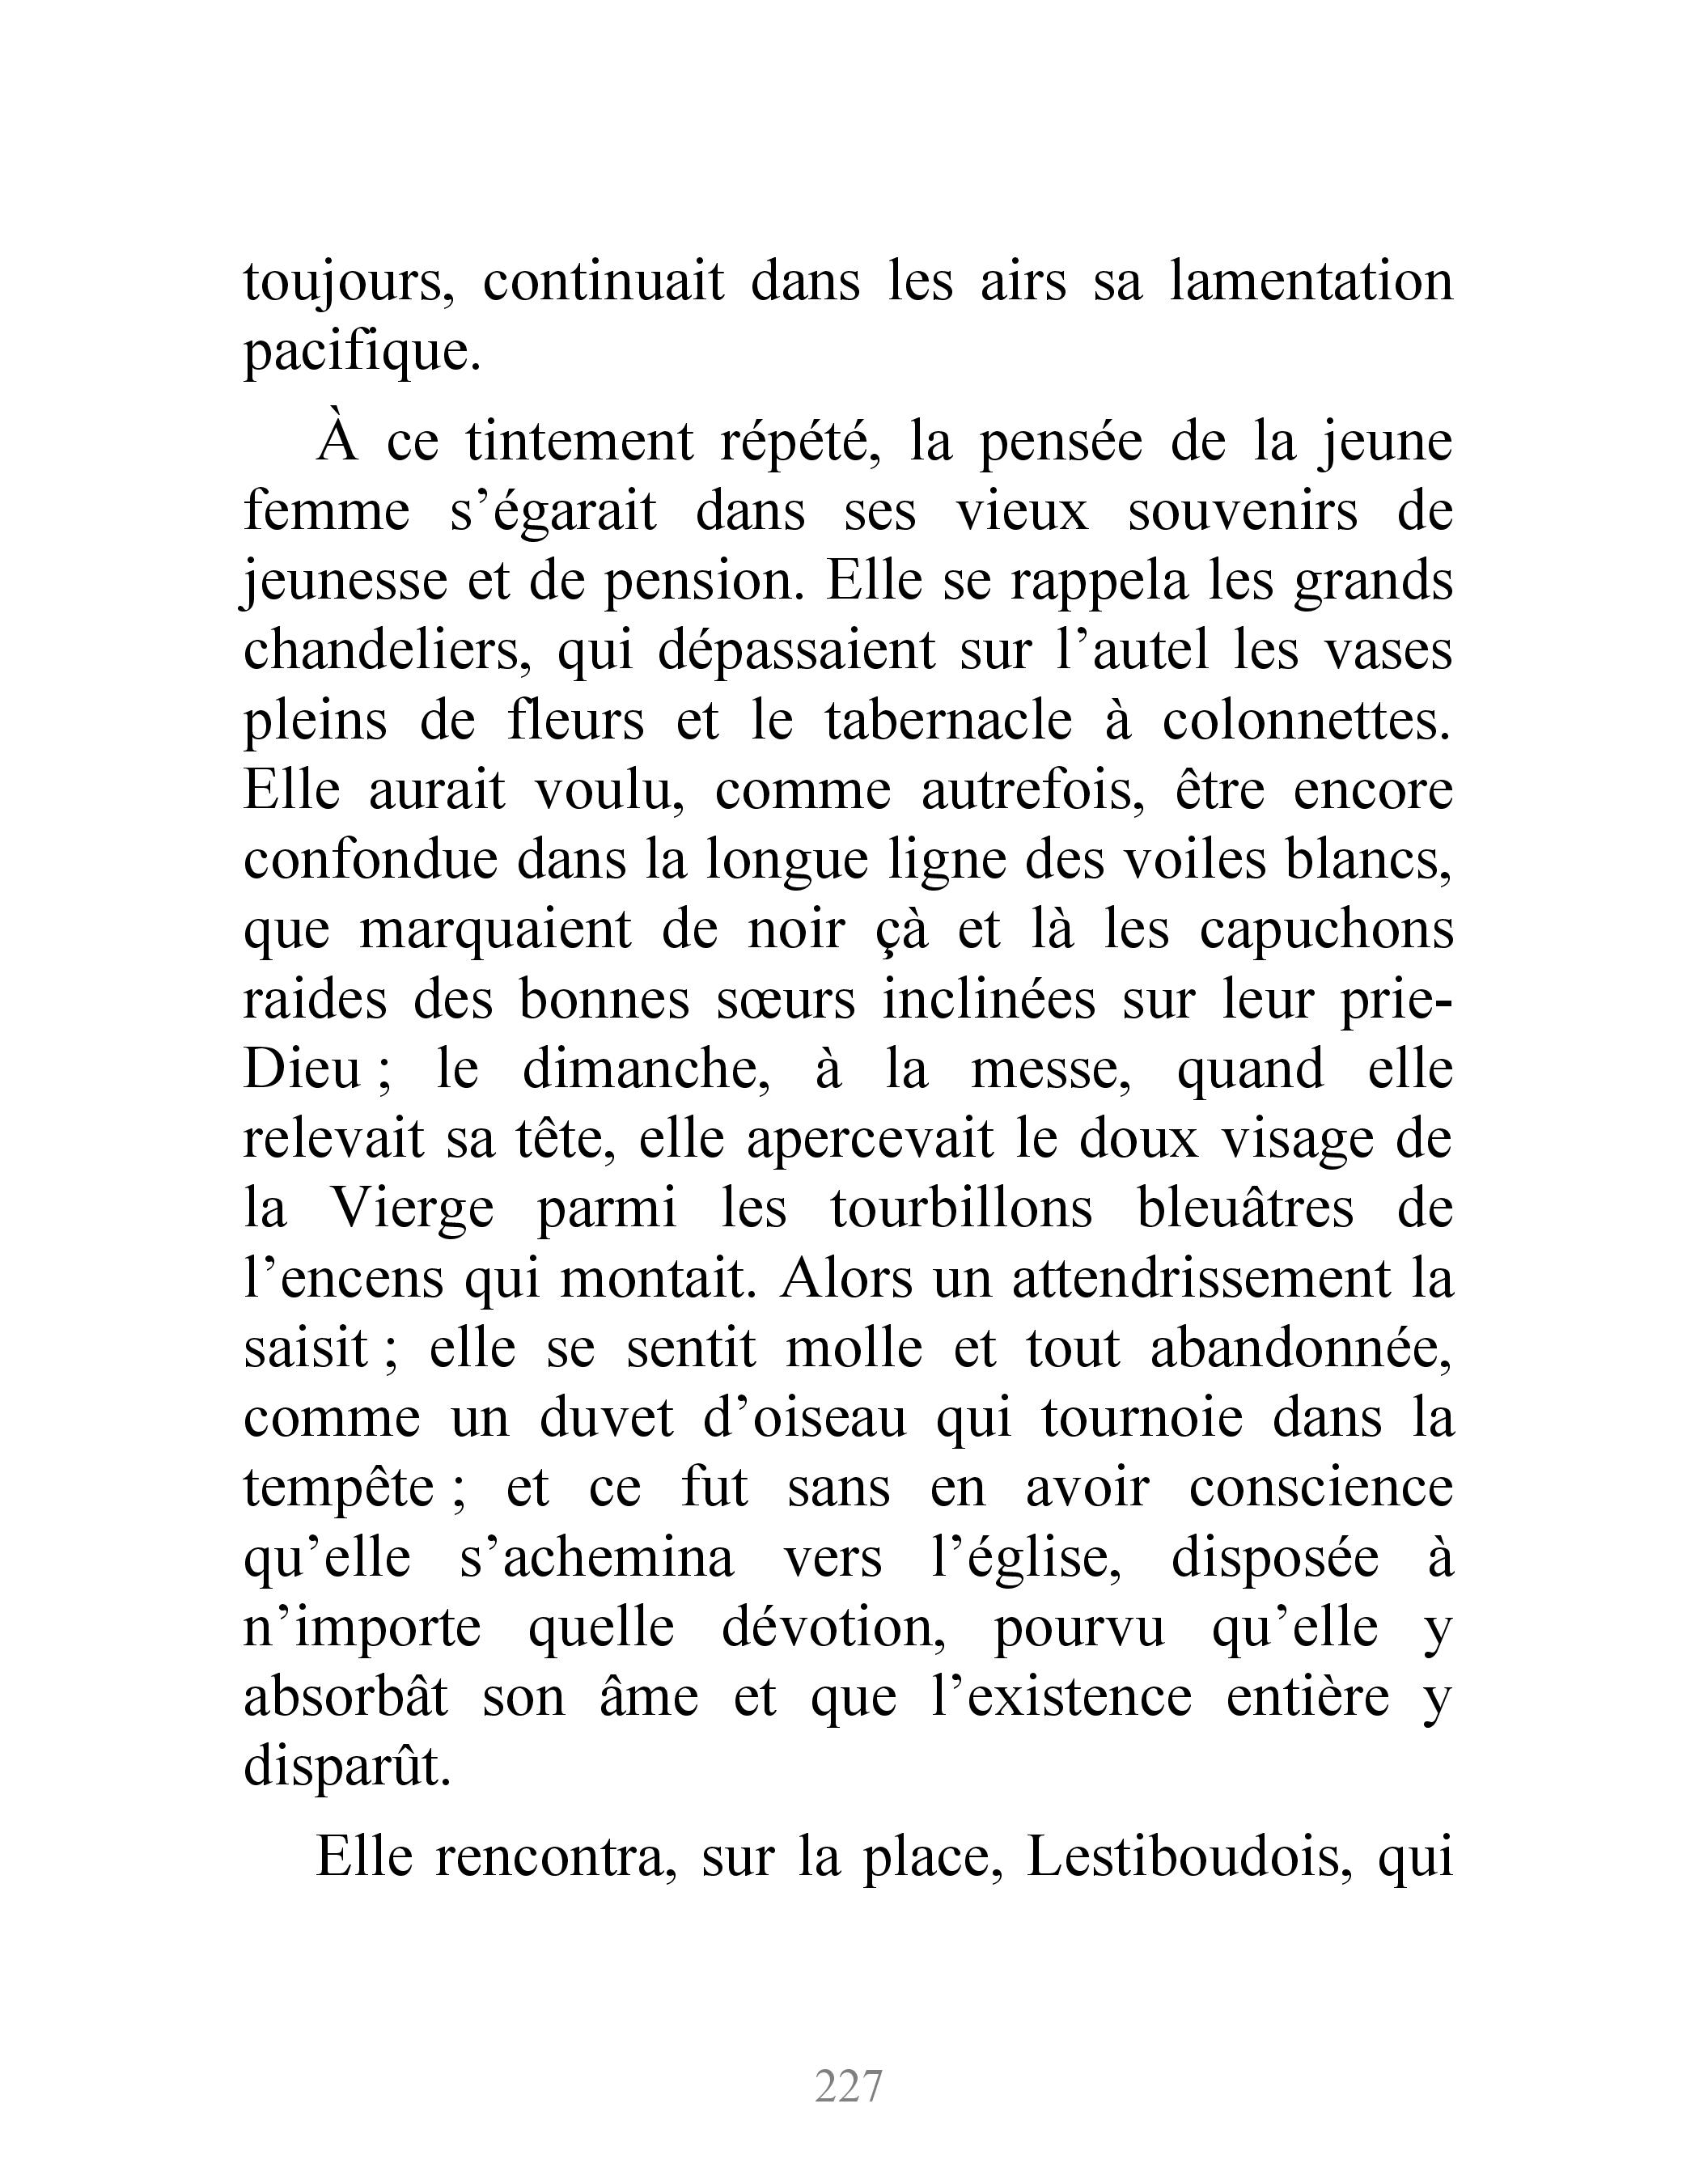 toujours, continuait dans les airs sa lamentation
pacifique.
À ce tintement répété, la pensée de la jeune
femme s’égarait dans ses vieux souvenirs de
jeunesse et de pension. Elle se rappela les grands
chandeliers, qui dépassaient sur l’autel les vases
pleins de fleurs et le tabernacle à colonnettes.
Elle aurait voulu, comme autrefois, être encore
confondue dans la longue ligne des voiles blancs,
que marquaient de noir çà et là les capuchons
raides des bonnes sœurs inclinées sur leur prie-
Dieu ; le dimanche, à la messe, quand elle
relevait sa tête, elle apercevait le doux visage de
la Vierge parmi les tourbillons bleuâtres de
l’encens qui montait. Alors un attendrissement la
saisit ; elle se sentit molle et tout abandonnée,
comme un duvet d’oiseau qui tournoie dans la
tempête ; et ce fut sans en avoir conscience
qu’elle s’achemina vers l’église, disposée à
n’importe quelle dévotion, pourvu qu’elle y
absorbât son âme et que l’existence entière y
disparût.
Elle rencontra, sur la place, Lestiboudois, qui
227